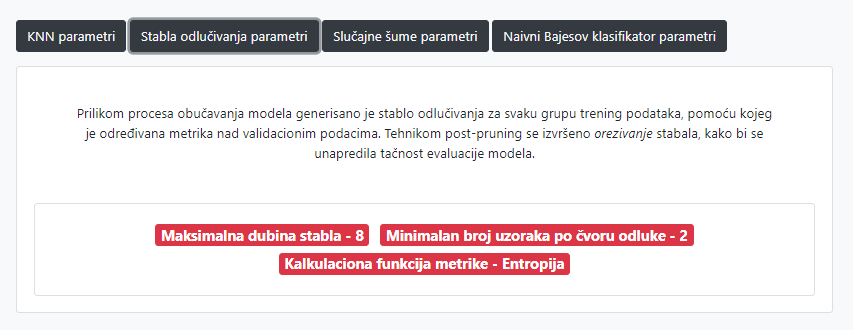 KNN parametri Stabla odlučivanja parametri Slučajne šume parametri Naivni Bajesov klasifikator parametri
Prilikom procesa obučavanja modela generisano je stablo odlučivanja za svaku grupu trening podataka, pomoću kojeg
je određivana metrika nad validacionim podacima. Tehnikom post-pruning se izvršeno orezivanje stabala, kako bi se
unapredila tačnost evaluacije modela.
Maksimalna dubina stabla - 8 Minimalan broj uzoraka po čvoru odluke - 2
Kalkulaciona funkcija metrike - Entropija